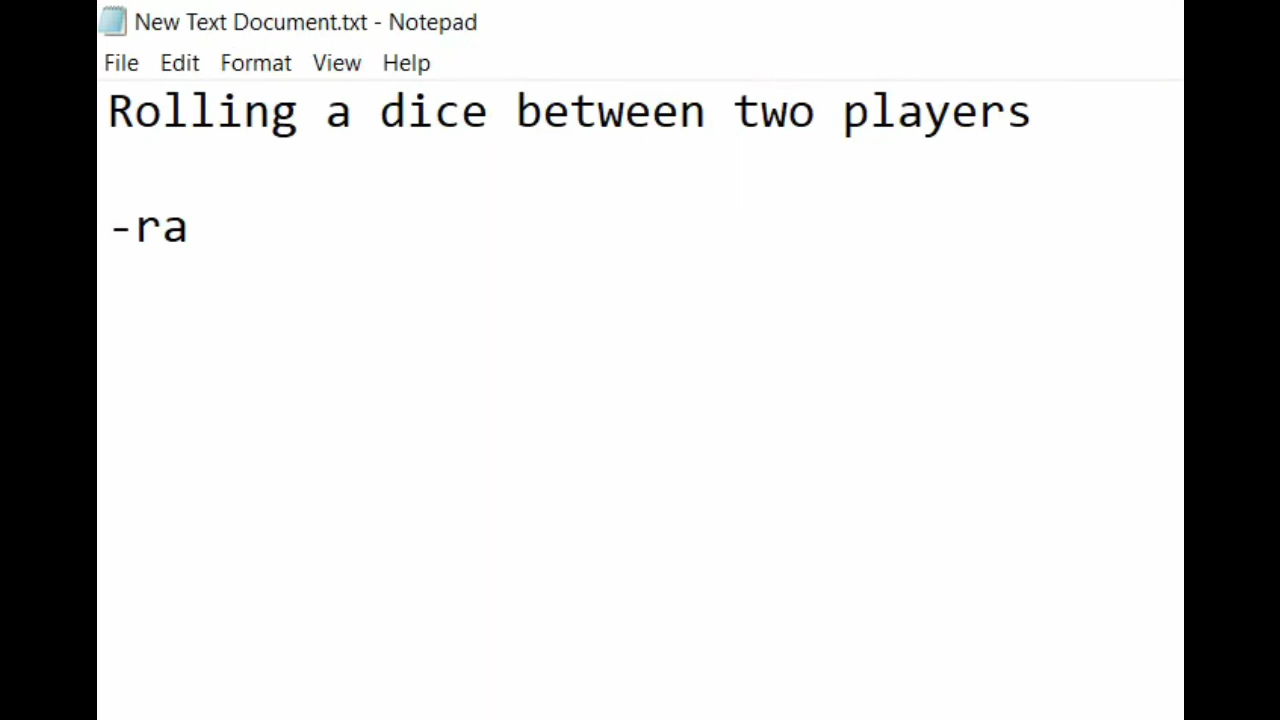 New Text Document.txt - Notepad
File Edit Format View Help
Rolling a dice between two players
-ra